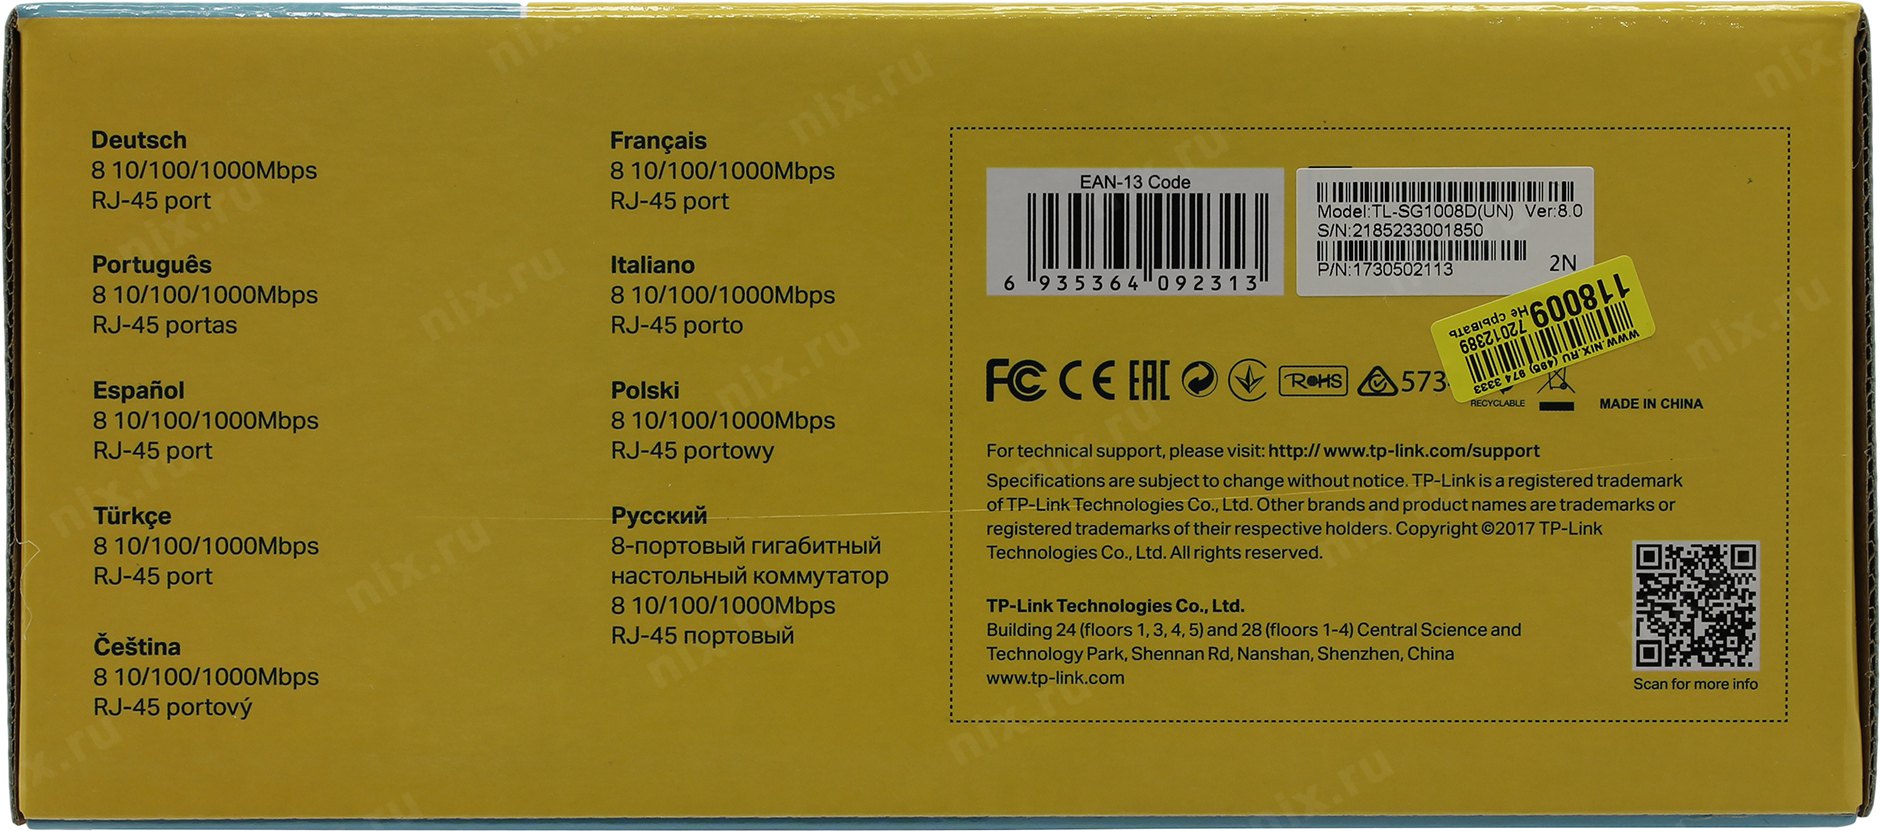 Deutsch
8 10/100/1000Mbps
RJ-45 port
Português
8 10/100/1000Mbps
RJ-45 portas
Español
8 10/100/1000Mbps
RJ-45 port
Türkçe
8 10/100/1000Mbps
RJ-45 port
Čeština
8 10/100/1000Mbps
RJ-45 portový
Français
8 10/100/1000Mbps
RJ-45 port
Italiano
8 10/100/1000Mbps
RJ-45 porto
Polski
8 10/100/1000Mbps
RJ-45 portowy
Русский
8-портовый гигабитный
настольный коммутатор
8 10/100/1000Mbps
RJ-45 портовый
EAN-13 Code
6 935364 092313
Model:TL-SG1008D(UN) Ver:8.0
S/N:2185233001850
P/N:1730502113
2N
WWW.NIX.RU (495) 974 3333
72012389
Не срывать
118009
FC CE EAC
RoHS
573
RECYCLABLE
MADE IN CHINA
For technical support, please visit: http:// www.tp-link.com/support
Specifications are subject to change without notice. TP-Link is a registered trademark
of TP-Link Technologies Co., Ltd. Other brands and product names are trademarks or
registered trademarks of their respective holders. Copyright ©2017 TP-Link
Technologies Co., Ltd. All rights reserved.
TP-Link Technologies Co., Ltd.
Building 24 (floors 1, 3, 4, 5) and 28 (floors 1-4) Central Science and
Technology Park, Shennan Rd, Nanshan, Shenzhen, China
www.tp-link.com
Scan for more info
nix.ru